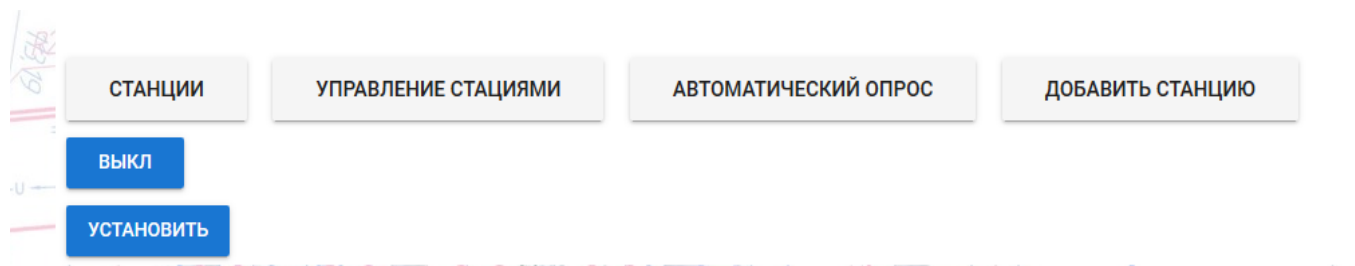 СТАНЦИИ УПРАВЛЕНИЕ СТАЦИЯМИ АВТОМАТИЧЕСКИЙ ОПРОС ДОБАВИТЬ СТАНЦИЮ
ВЫКЛ
УСТАНОВИТЬ